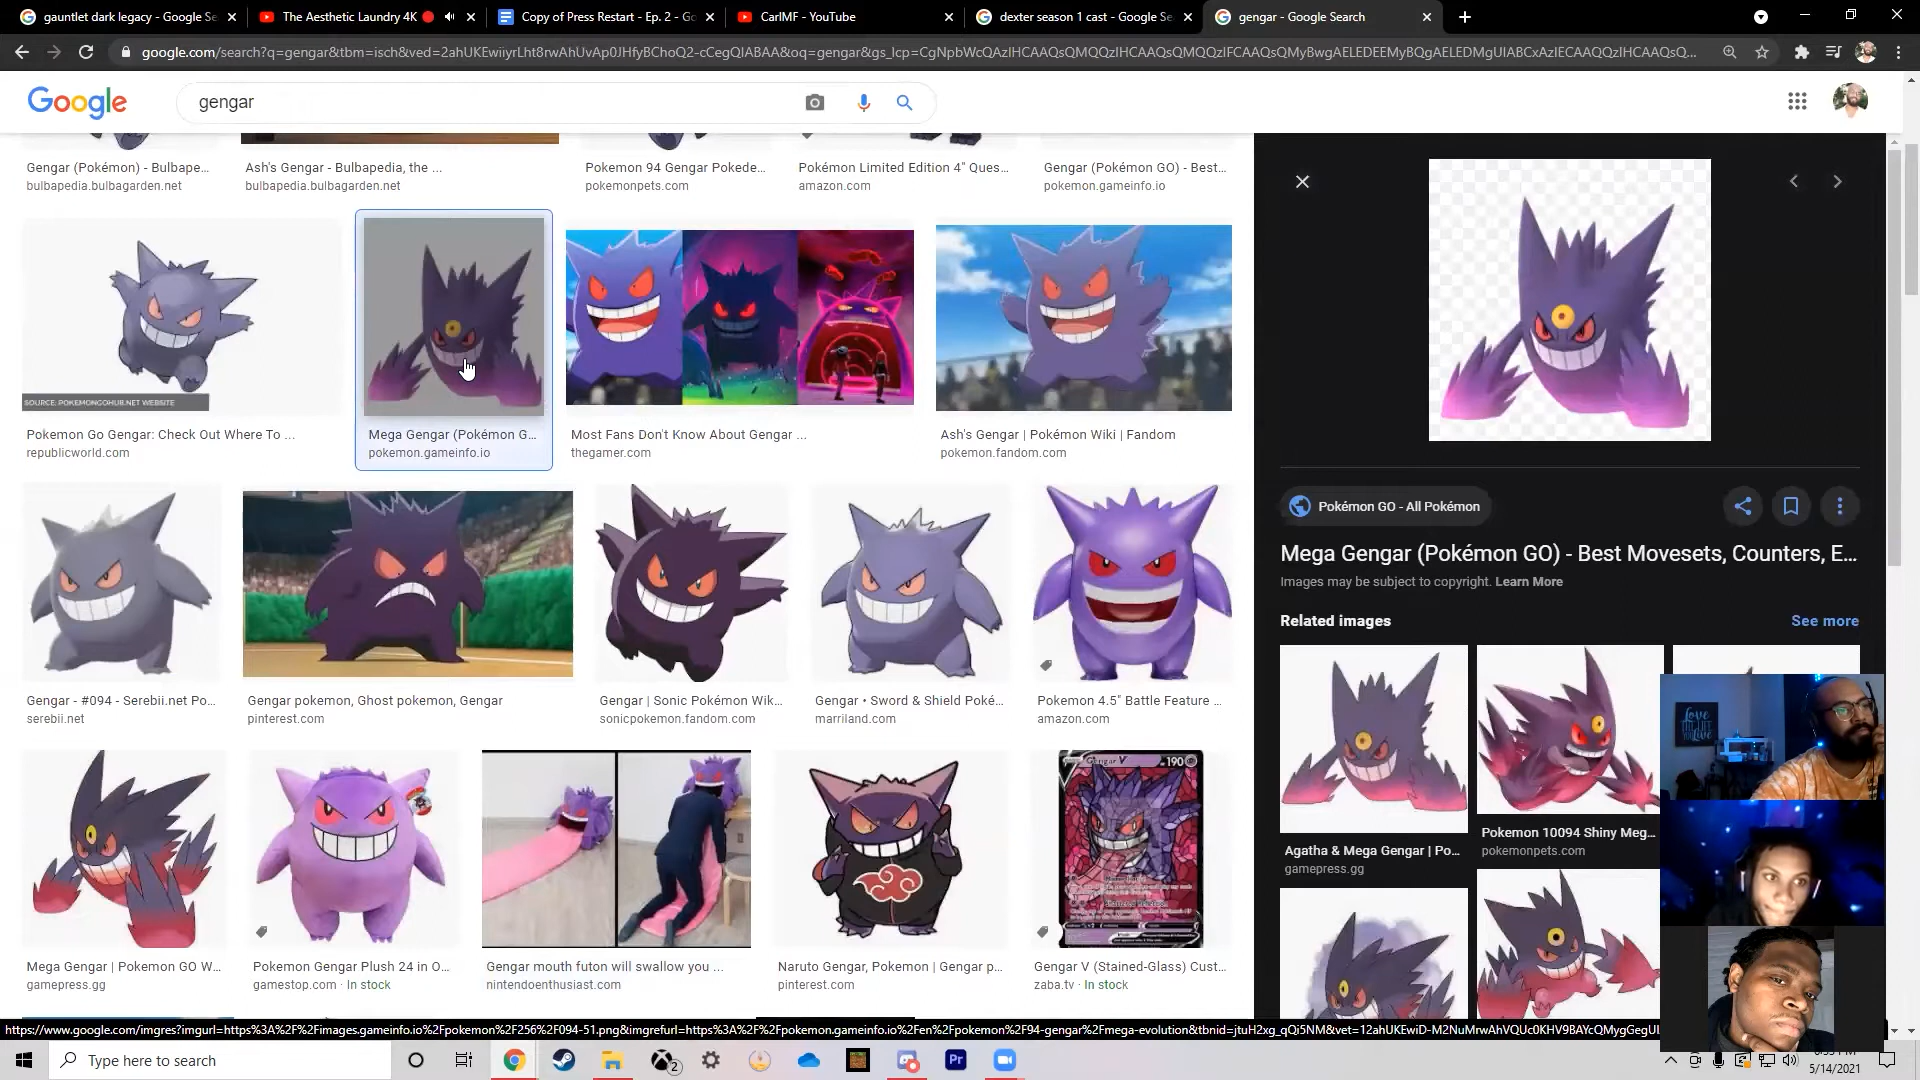 gauntlet dark legacy - Google Se
The Aesthetic Laundry 4K
Copy of Press Restart - Ep. 2 - Go
CarlMF - YouTube
dexter season 1 cast - Google Se
gengar - Google Search
google.com/search?q=gengar&tbm=isch&ved=
gengar
Google
Gengar (Pokémon) - Bulbape...
bulbapedia.bulbagarden.net
Ash's Gengar - Bulbapedia, the ...
bulbapedia.bulbagarden.net
Pokemon 94 Gengar Pokede...
pokemonpets.com
Pokémon Limited Edition 4" Ques...
amazon.com
Gengar (Pokémon GO) - Best...
pokemon.gameinfo.io
SOURCE: POKEMONGOHUB.NET WEBSITE
Pokemon Go Gengar: Check Out Where To ...
republicworld.com
Mega Gengar (Pokémon G...
pokemon.gameinfo.io
Most Fans Don't Know About Gengar ...
thegamer.com
Ash's Gengar | Pokémon Wiki | Fandom
pokemon.fandom.com
Gengar - #094 - Serebii.net Po...
serebii.net
Gengar pokemon, Ghost pokemon, Gengar
pinterest.com
Gengar | Sonic Pokémon Wik...
sonicpokemon.fandom.com
Gengar • Sword & Shield Poké...
marriland.com
Pokemon 4.5" Battle Feature ...
amazon.com
Gengar V
190
Mega Gengar | Pokemon GO W...
gamepress.gg
Pokemon Gengar Plush 24 in O...
gamestop.com · In stock
Gengar mouth futon will swallow you ...
nintendoenthusiast.com
Naruto Gengar, Pokemon | Gengar p...
pinterest.com
Gengar V (Stained-Glass) Cust...
zaba.tv · In stock
Pokémon GO - All Pokémon
Mega Gengar (Pokémon GO) - Best Movesets, Counters, E...
Images may be subject to copyright. Learn More
Related images
See more
Agatha & Mega Gengar | Po...
gamepress.gg
Pokemon 10094 Shiny Meg...
pokemonpets.com
Love
THE LIFE
YOU LIVE
https://www.google.com/imgres?imgurl=https%3A%2F%2Fimages.gameinfo.io%2Fpokemon%2F256%2F094-51.png&imgrefurl=https%3A%2F%2Fpokemon.gameinfo.io%2Fen%2Fpokemon%2F94-gengar%2Fmega-evolution&tbnid=
Type here to search
2
Pr
5/14/2021